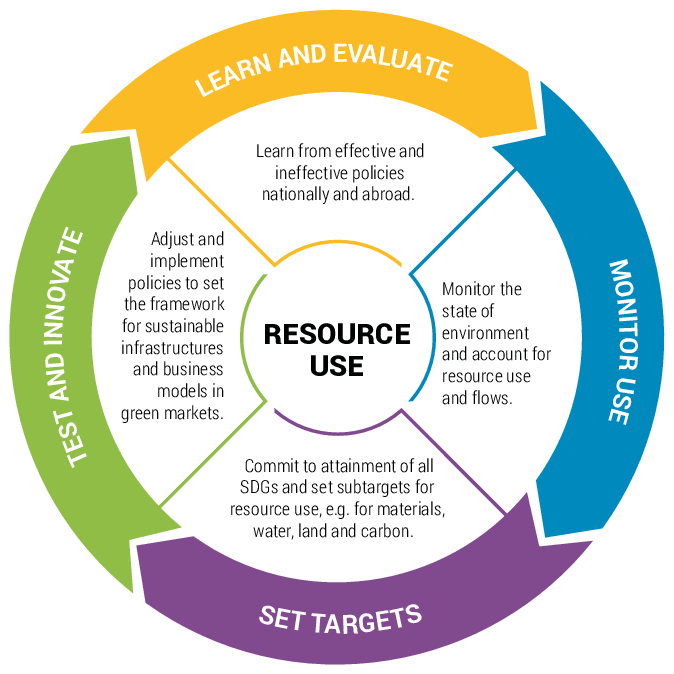 LEARN AND EVALUATE
Learn from effective and
ineffective policies
nationally and abroad.
MONITOR USE
Monitor the
state of
environment
and account for
resource use
and flows.
SET TARGETS
Commit to attainment of all
SDGs and set subtargets for
resource use, e.g. for materials,
water, land and carbon.
TEST AND INNOVATE
Adjust and
implement
policies to set
the framework
for sustainable
infrastructures
and business
models in
green markets.
RESOURCE
USE